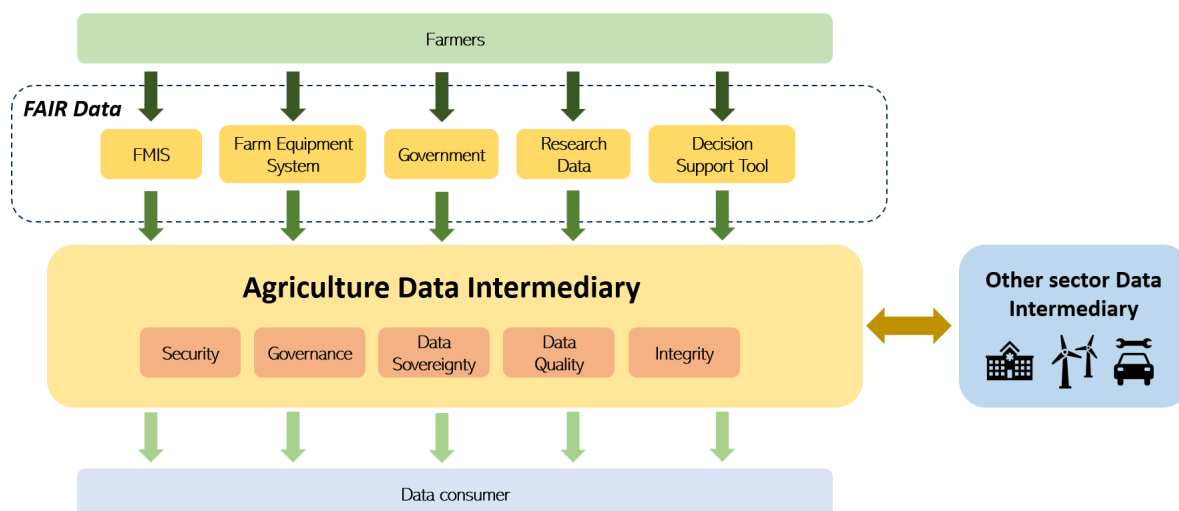 Farmers
FAIR Data
FMIS
Farm Equipment
System
Government
Research
Data
Decision
Support Tool
Agriculture Data Intermediary
Security
Governance
Data
Sovereignty
Data
Quality
Integrity
Other sector Data
Intermediary
Data consumer